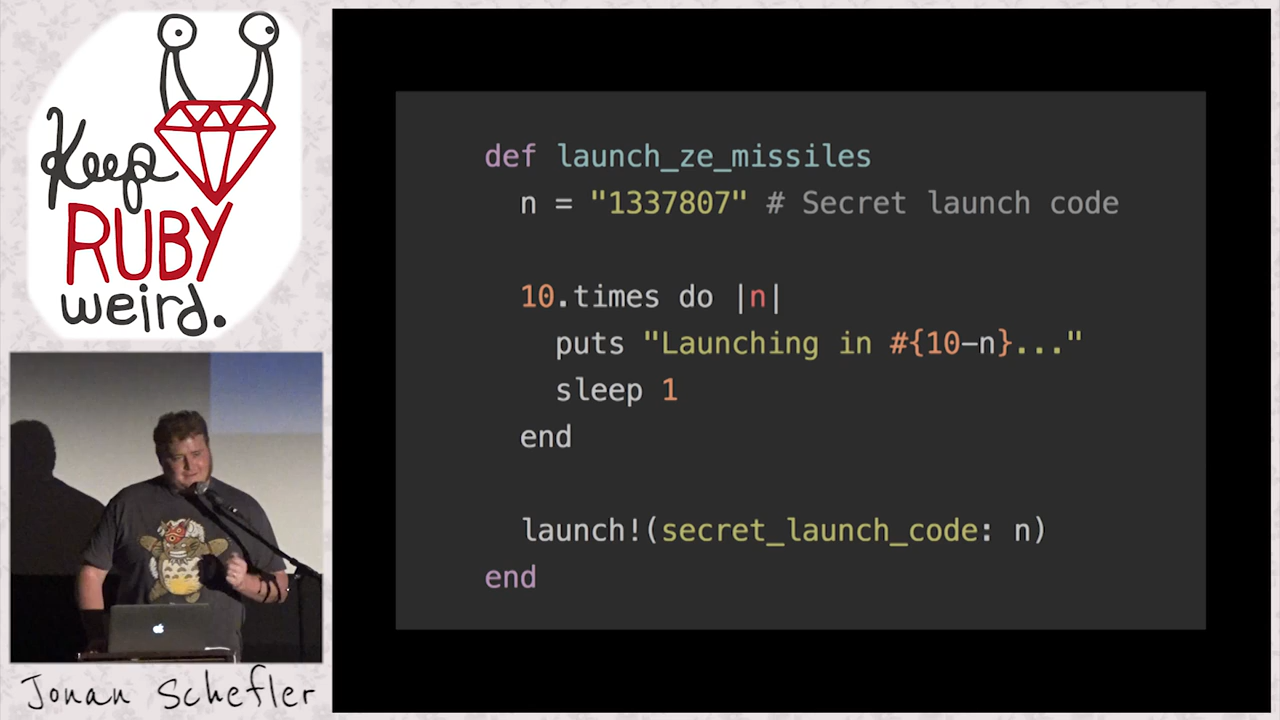 Keep
RUBY
weird.
Jonan Schefler
def launch_ze_missiles
n = "1337807" # Secret launch code
10.times do |n|
puts "Launching in #{10-n}..."
sleep 1
end
launch!(secret_launch_code: n)
end